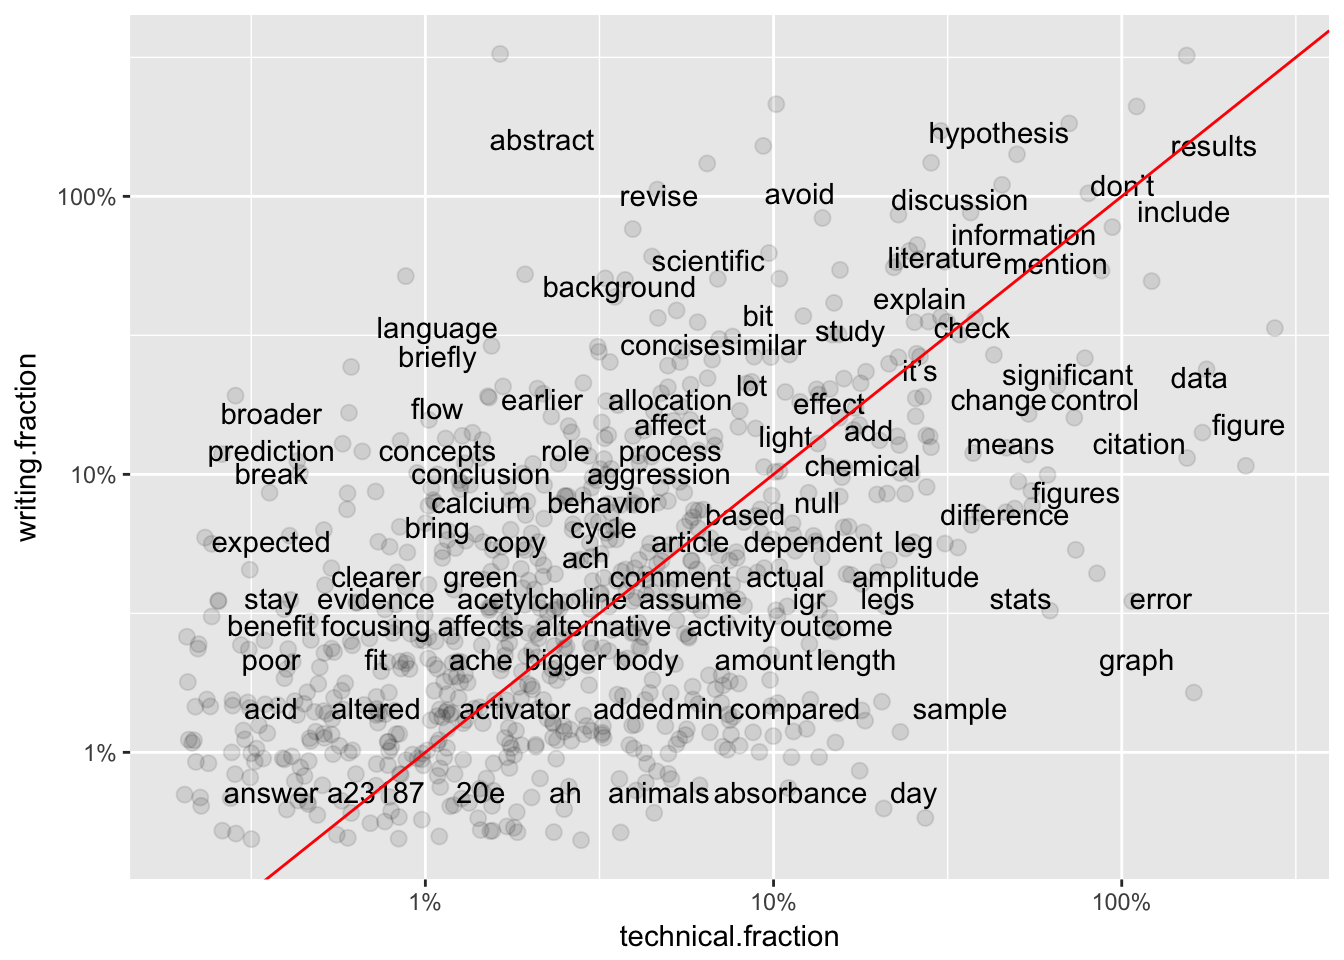 abstract
hypothesis
results
100%
revise
avoid
discussion
don't
include
information
scientific
literature
mention
background
explain
language
bit
study
check
briefly
concise
similar
it's
lot
significant
data
broader
flow
earlier
allocation
effect
change
control
affect
light
add
figure
prediction
concepts
role
process
means
citation
10%
break
conclusion
aggression
chemical
calcium
behavior
null
figures
bring
cycle
based
difference
expected
copy
article
dependent
leg
ach
clearer
green
comment
actual
amplitude
stay
evidence
acetylcholine
assume
igr
legs
stats
error
benefit
focusing
affects
alternative
activity
outcome
poor
fit
ache
bigger
body
amount
length
graph
acid
altered
activator
added
min
compared
sample
1%
answer
a23187
20e
ah
animals
absorbance
day
1%
10%
100%
technical.fraction
writing.fraction